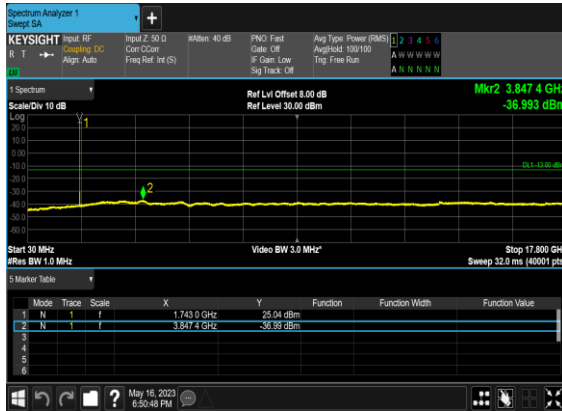 Spectrum Analyzer 1
Swept SA
+
KEYSIGHT Input: RF Input Z: 50 Ω #Atten: 40 dB PNO: Fast Avg Type: Power (RMS) 1 2 3 4 5 6
R T Coupling: DC Corr CCorr Gate: Off Avg|Hold: 100/100 A W W W W W
Align: Auto Freq Ref: Int (S) IF Gain: Low Trig: Free Run
LXI Sig Track: Off A N N N N N
1 Spectrum Ref Lvl Offset 8.00 dB Mkr2 3.847 4 GHz
Scale/Div 10 dB Ref Level 30.00 dBm -36.993 dBm
Log
20.0
10.0
0.00
-10.0
-20.0
-30.0
-40.0
-50.0
-60.0
1
2
DL1 -13.00 dBm
Start 30 MHz Video BW 3.0 MHz* Stop 17.800 GHz
#Res BW 1.0 MHz Sweep 32.0 ms (40001 pts)
5 Marker Table
Mode Trace Scale X Y Function Function Width Function Value
1 N 1 f 1.743 0 GHz 25.04 dBm
2 N 1 f 3.847 4 GHz -36.99 dBm
3
4
5
6
? May 16, 2023
6:50:48 PM